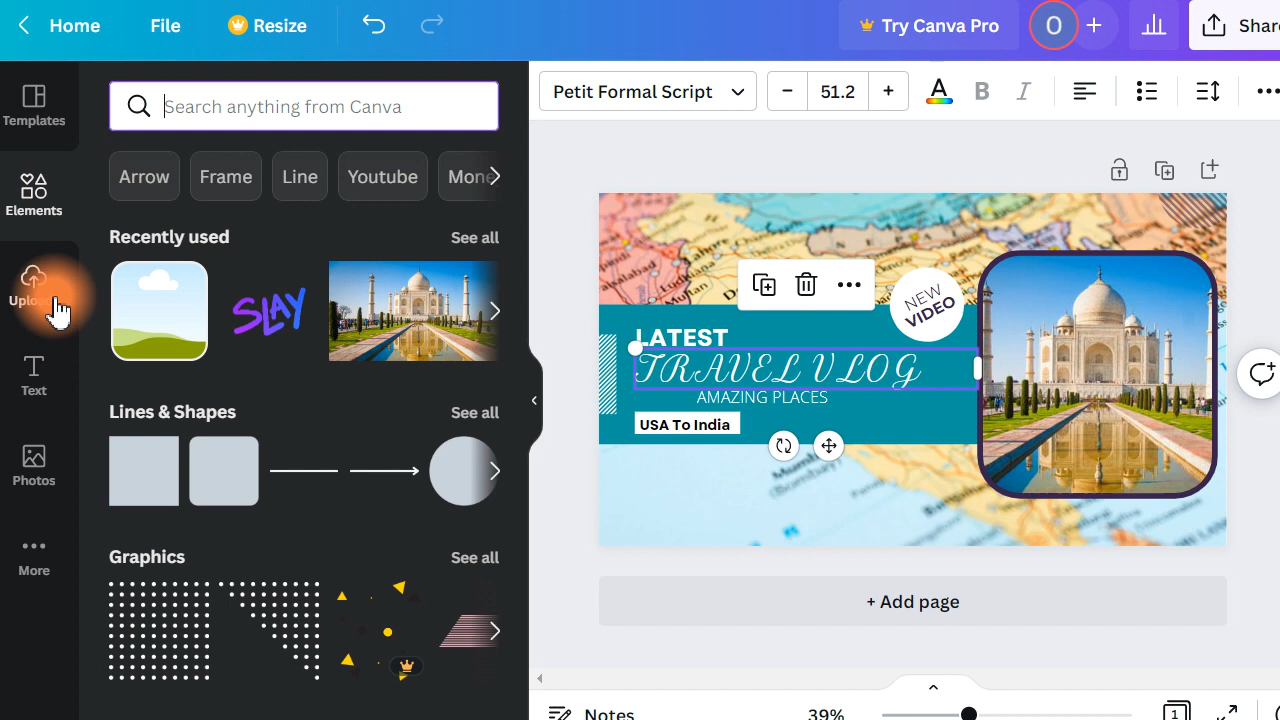 Home
File
Resize
Try Canva Pro
O
Templates
Elements
Text
Photos
More
Search anything from Canva
Arrow
Frame
Line
Youtube
Recently used
See all
SLAY
Lines & Shapes
See all
Graphics
See all
Petit Formal Script
51.2
A
B
I
NEW
VIDEO
LATEST
TRAVEL VLOG
AMAZING PLACES
USA To India
Multan
(Bombay)
+ Add page
Notes
39%
1